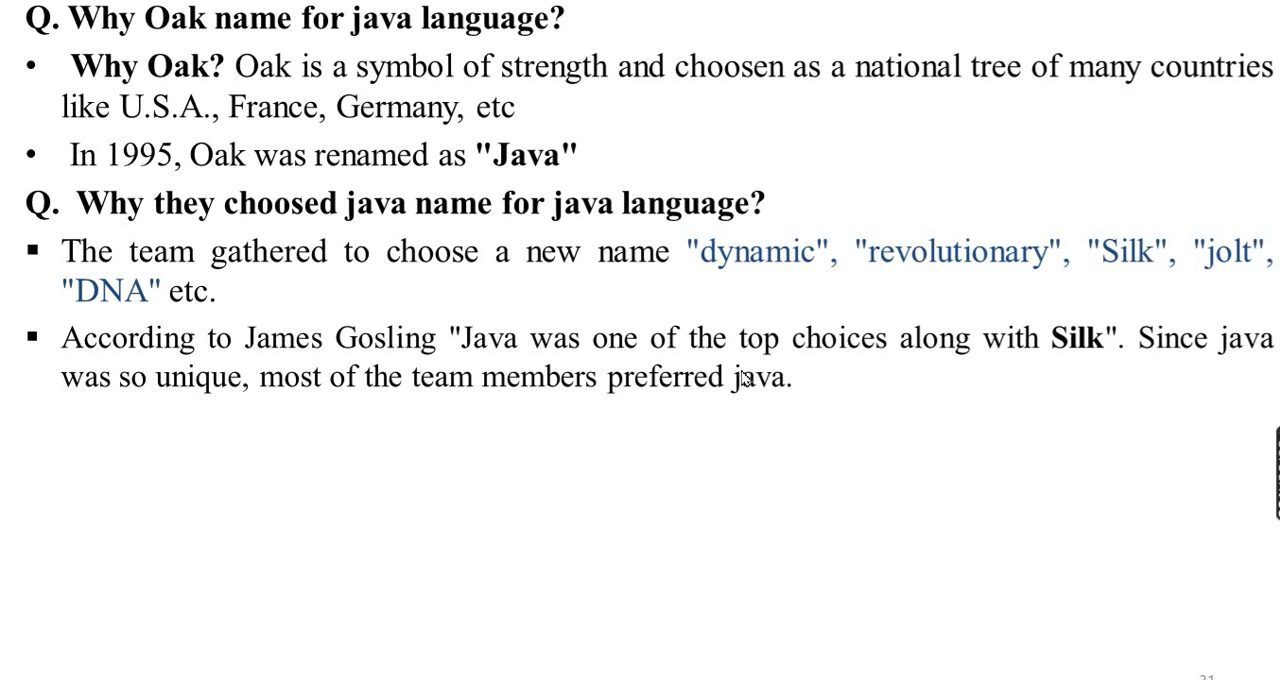 Q. Why Oak name for java language?
• Why Oak? Oak is a symbol of strength and choosen as a national tree of many countries
like U.S.A., France, Germany, etc
• In 1995, Oak was renamed as "Java"
Q. Why they choosed java name for java language?
▪ The team gathered to choose a new name "dynamic", "revolutionary", "Silk", "jolt",
"DNA" etc.
▪ According to James Gosling "Java was one of the top choices along with Silk". Since java
was so unique, most of the team members preferred java.